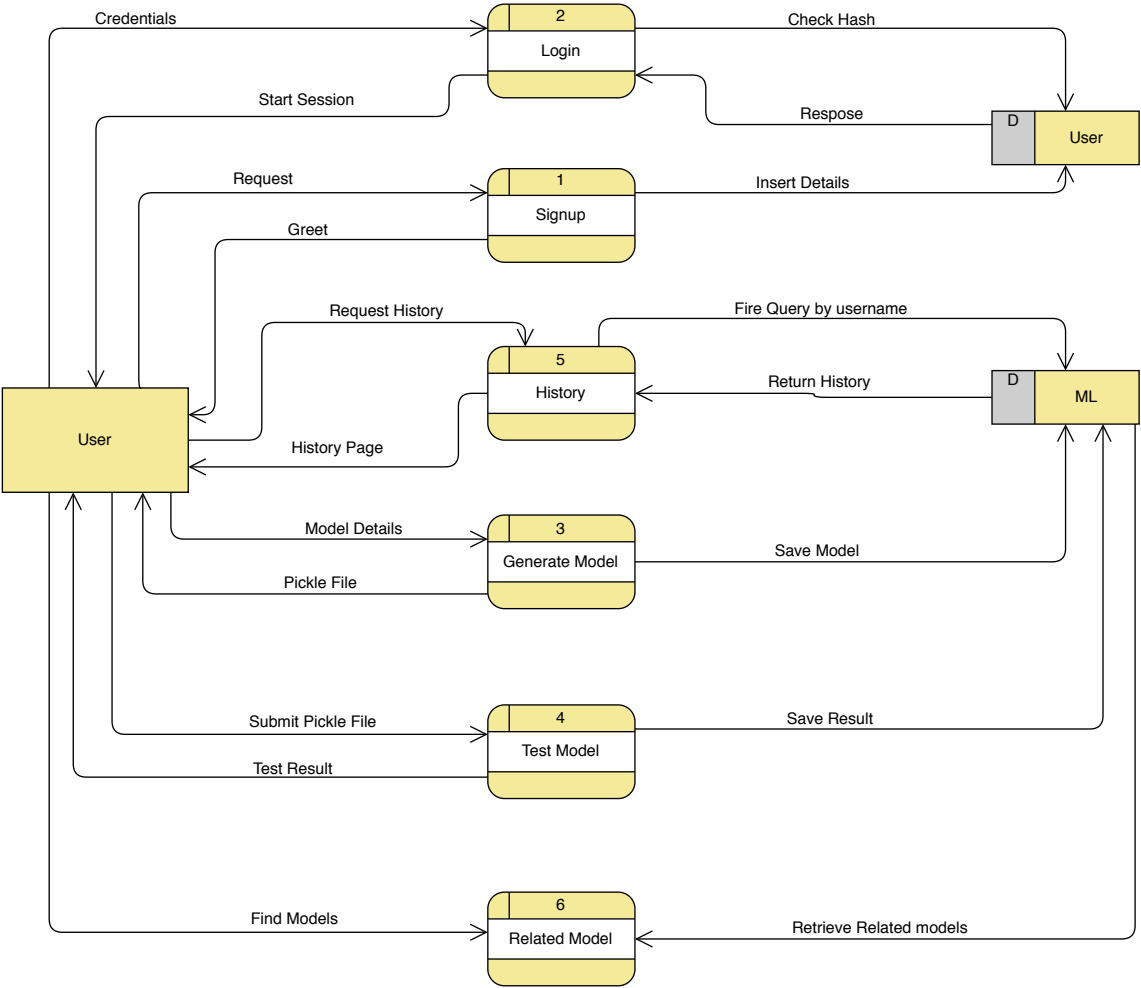 Credentials
2
Login
Check Hash
Start Session
Respose
D
User
Request
1
Signup
Insert Details
Greet
Request History
Fire Query by username
5
History
Return History
D
ML
User
History Page
Model Details
3
Generate Model
Save Model
Pickle File
Submit Pickle File
4
Test Model
Save Result
Test Result
Find Models
6
Related Model
Retrieve Related models